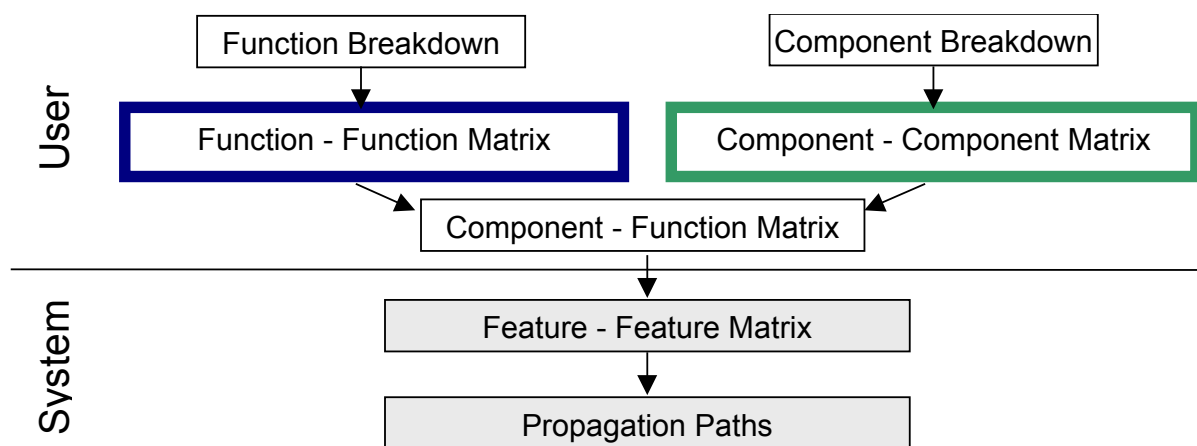 User
Function Breakdown
Component Breakdown
Function - Function Matrix
Component - Component Matrix
Component - Function Matrix
System
Feature - Feature Matrix
Propagation Paths